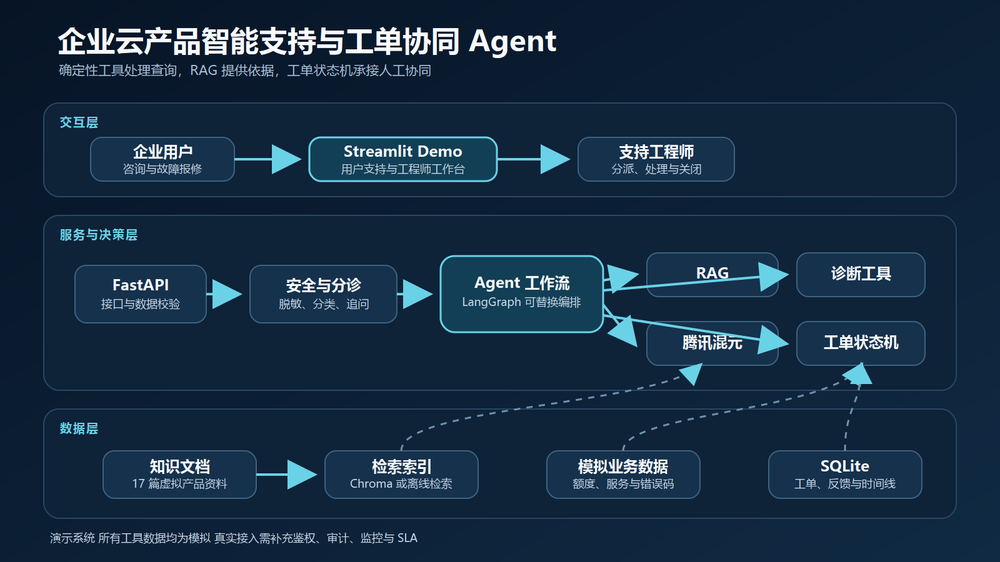 企业云产品智能支持与工单协同 Agent
确定性工具处理查询，RAG 提供依据，工单状态机承接人工协同
交互层
企业用户
咨询与故障报修
Streamlit Demo
用户支持与工程师工作台
支持工程师
分派、处理与关闭
服务与决策层
FastAPI
接口与数据校验
安全与分诊
脱敏、分类、追问
Agent 工作流
LangGraph 可替换编排
RAG
诊断工具
腾讯混元
工单状态机
数据层
知识文档
17 篇虚拟产品资料
检索索引
Chroma 或离线检索
模拟业务数据
额度、服务与错误码
SQLite
工单、反馈与时间线
演示系统 所有工具数据均为模拟 真实接入需补充鉴权、审计、监控与 SLA